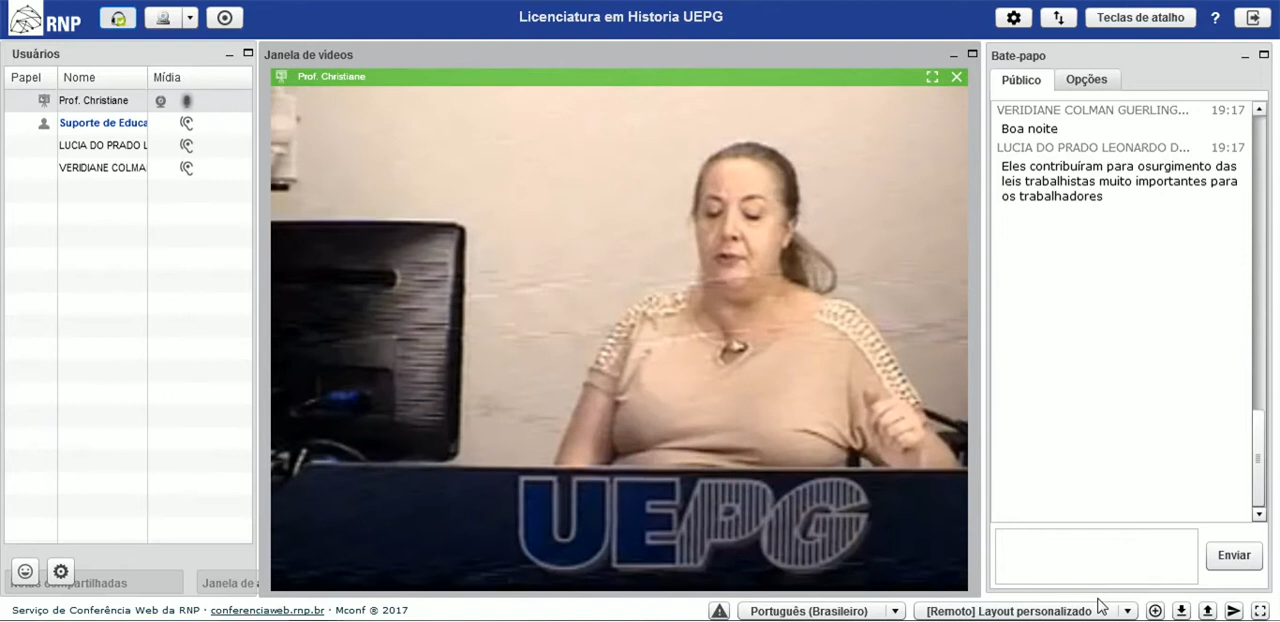 RNP
Licenciatura em Historia UEPG
Teclas de atalho
?
Usuários
Papel
Nome
Mídia
Prof. Christiane
Suporte de Educa
LUCIA DO PRADO L
VERIDIANE COLMA
Janela de vídeos
Prof. Christiane
UEPG
Bate-papo
Público
Opções
VERIDIANE COLMAN GUERLING... 19:17
Boa noite
LUCIA DO PRADO LEONARDO D... 19:17
Eles contribuíram para osurgimento das
leis trabalhistas muito importantes para
os trabalhadores
Enviar
otas compartilhadas
Janela de a
Serviço de Conferência Web da RNP · conferenciaweb.rnp.br · Mconf ® 2017
Português (Brasileiro)
[Remoto] Layout personalizado